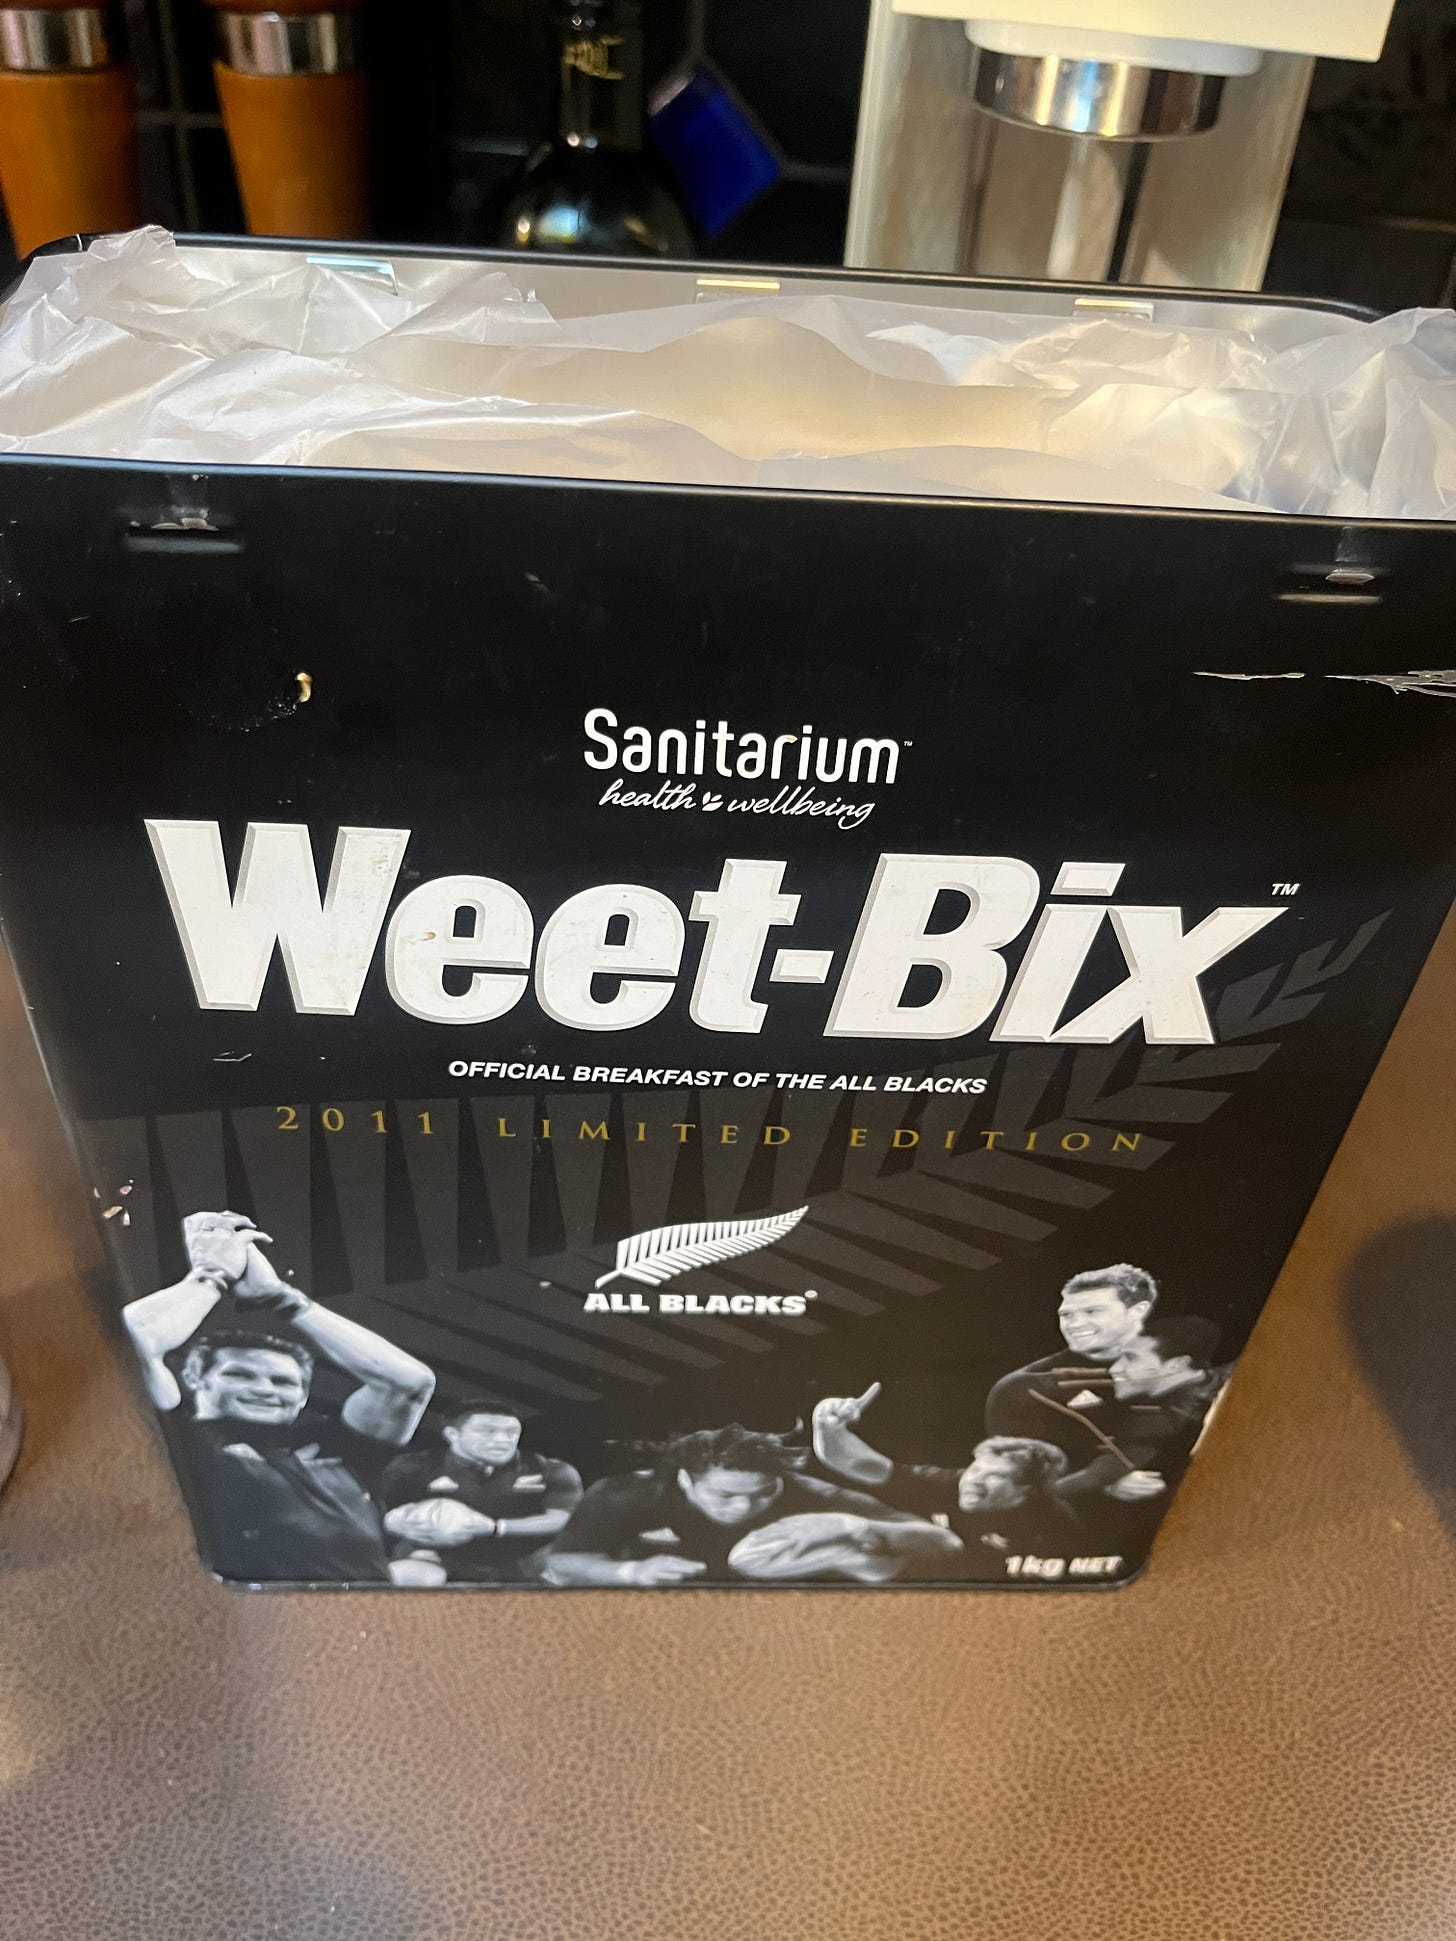 Sanitarium™
health & wellbeing
Weet-Bix™
OFFICIAL BREAKFAST OF THE ALL BLACKS
2011 LIMITED EDITION
ALL BLACKS®
1kg NET